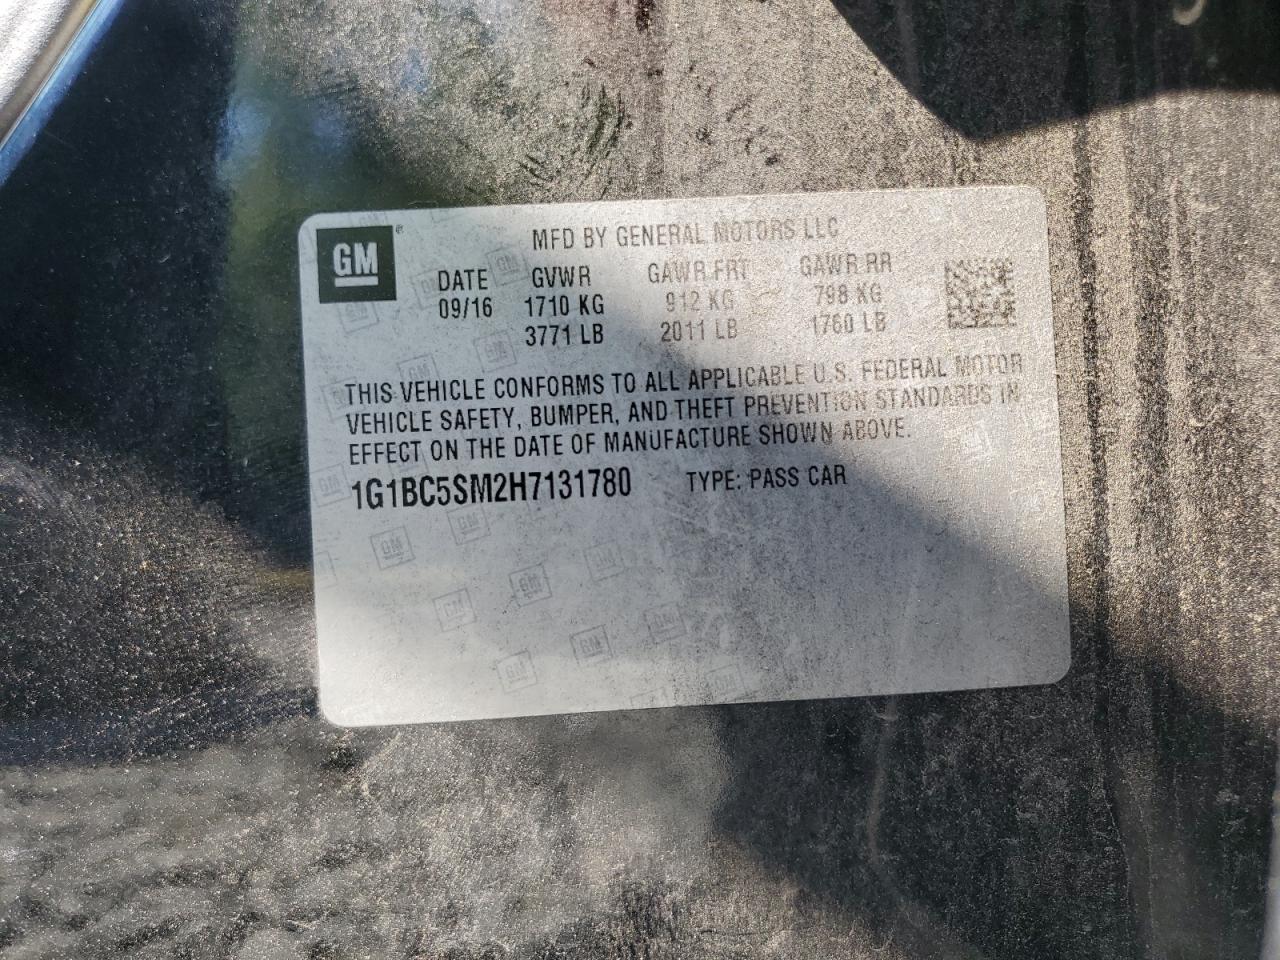 GM ®
MFD BY GENERAL MOTORS LLC
DATE GVWR GAWR FRT GAWR RR
09/16 1710 KG 912 KG 798 KG
3771 LB 2011 LB 1760 LB
THIS VEHICLE CONFORMS TO ALL APPLICABLE U.S. FEDERAL MOTOR
VEHICLE SAFETY, BUMPER, AND THEFT PREVENTION STANDARDS IN
EFFECT ON THE DATE OF MANUFACTURE SHOWN ABOVE.
1G1BC5SM2H7131780 TYPE: PASS CAR